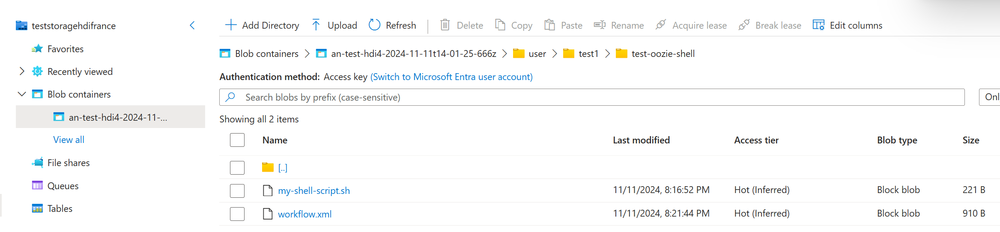 teststoragehdifrance
Favorites
Recently viewed
Blob containers
an-test-hdi4-2024-11-...
View all
File shares
Queues
Tables
Add Directory Upload Refresh Delete Copy Paste Rename Acquire lease Break lease Edit columns
Blob containers > an-test-hdi4-2024-11-11t14-01-25-666z > user > test1 > test-oozie-shell
Authentication method: Access key (Switch to Microsoft Entra user account)
Search blobs by prefix (case-sensitive)
Showing all 2 items
Name Last modified Access tier Blob type Size
[..]
my-shell-script.sh 11/11/2024, 8:16:52 PM Hot (Inferred) Block blob 221 B
workflow.xml 11/11/2024, 8:21:44 PM Hot (Inferred) Block blob 910 B